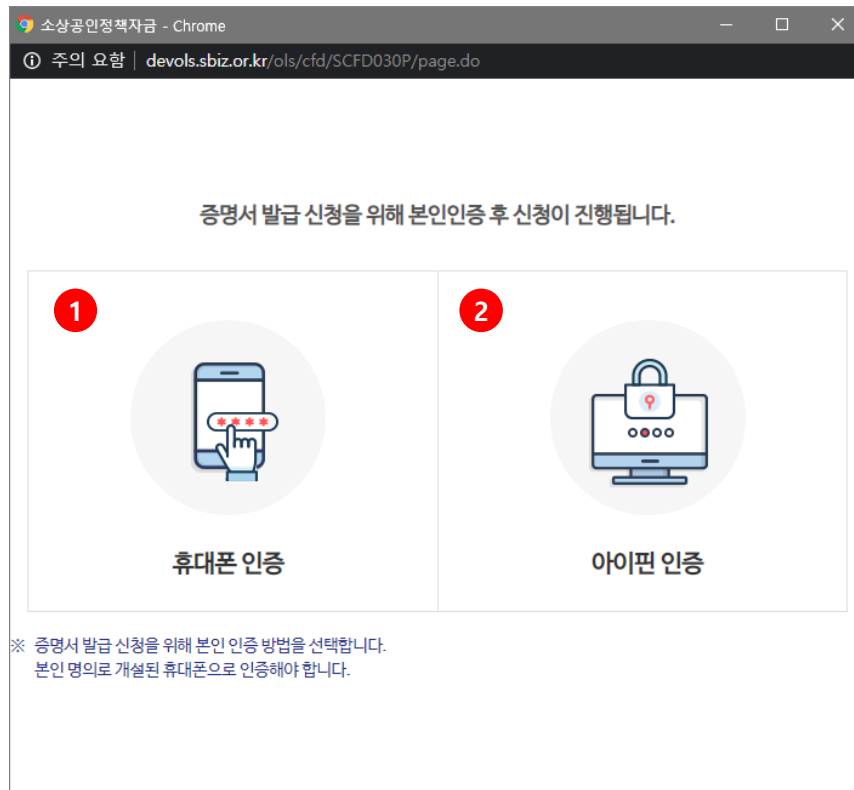 소상공인정책자금 - Chrome
주의 요함 | devols.sbiz.or.kr/ols/cfd/SCFD030P/page.do
증명서 발급 신청을 위해 본인인증 후 신청이 진행됩니다.
1
2
휴대폰 인증
아이핀 인증
※ 증명서 발급 신청을 위해 본인 인증 방법을 선택합니다.
본인 명의로 개설된 휴대폰으로 인증해야 합니다.